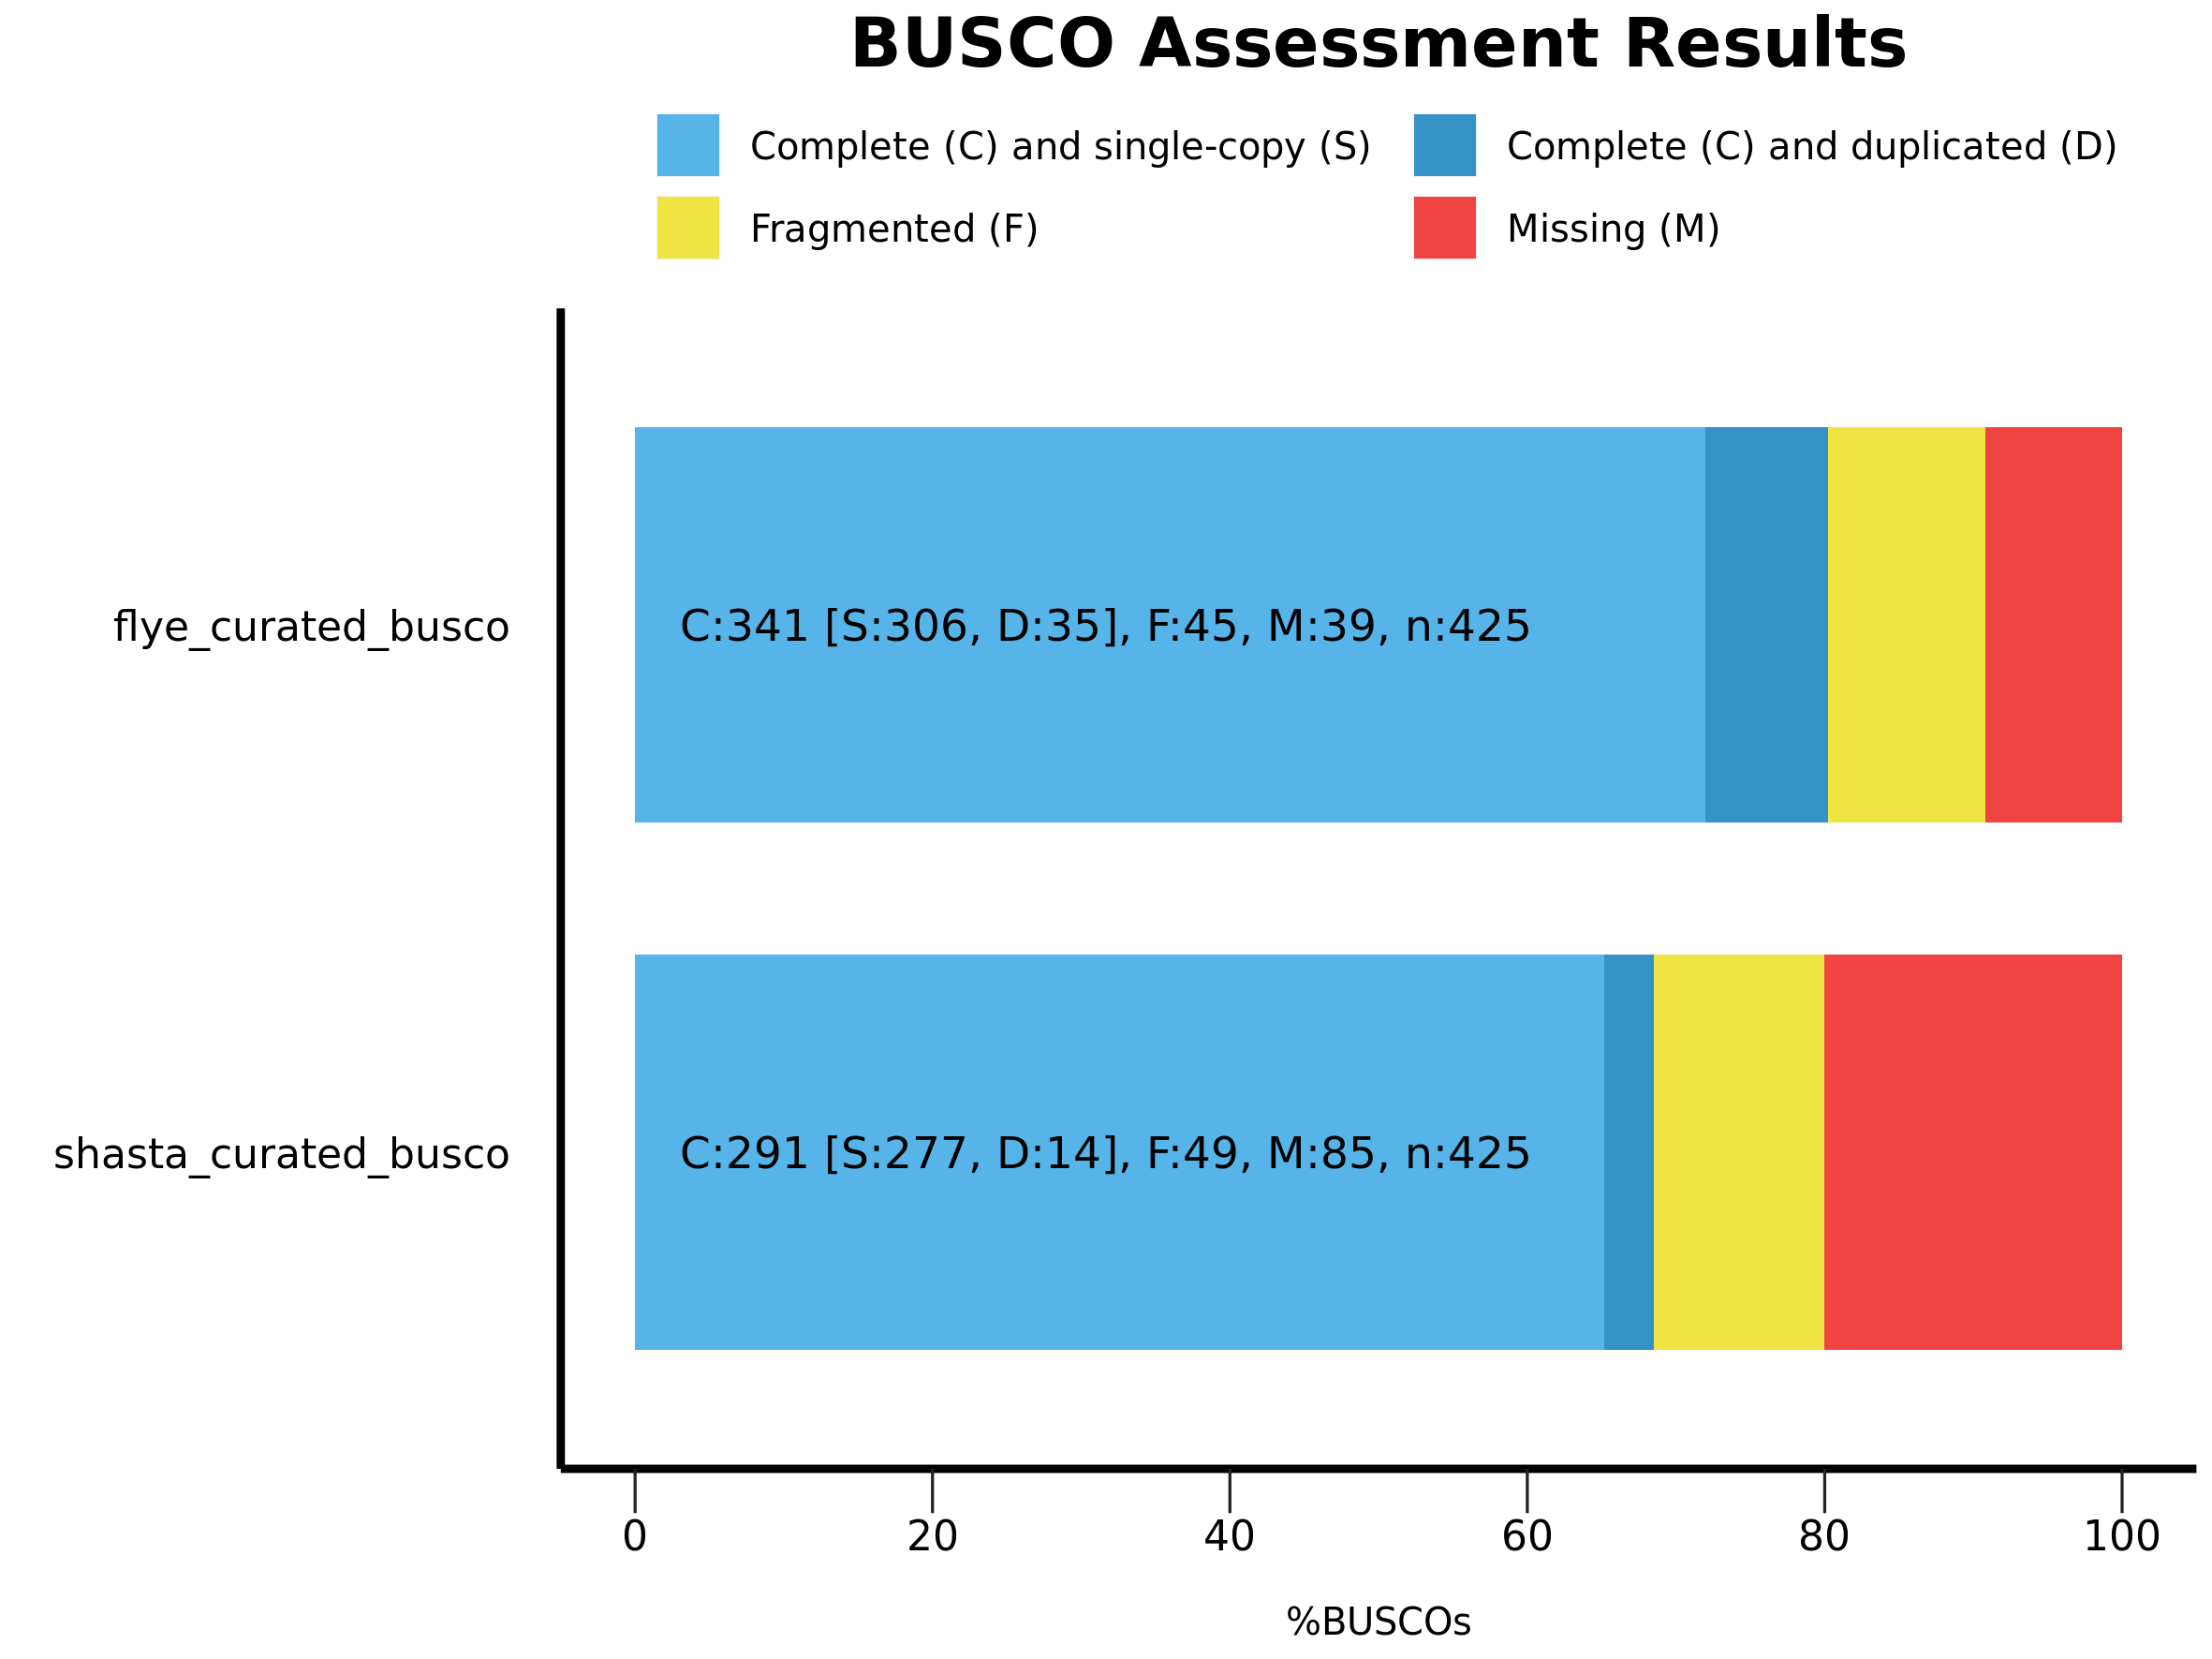 BUSCO Assessment Results
Complete (C) and single-copy (S)
Complete (C) and duplicated (D)
Fragmented (F)
Missing (M)
flye_curated_busco
C:341 [S:306, D:35], F:45, M:39, n:425
shasta_curated_busco
C:291 [S:277, D:14], F:49, M:85, n:425
0 20 40 60 80 100
%BUSCOs